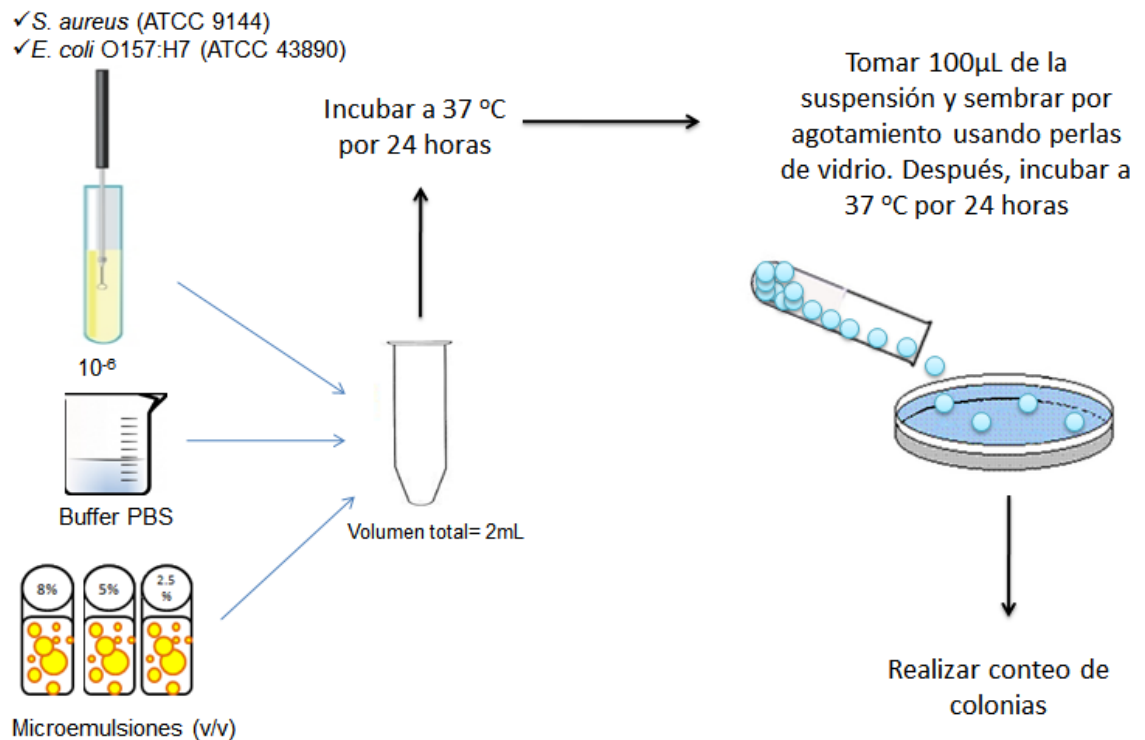 ✓S. aureus (ATCC 9144)
✓E. coli O157:H7 (ATCC 43890)
10⁻⁶
Buffer PBS
8%
5%
2.5
%
Microemulsiones (v/v)
Volumen total= 2mL
Incubar a 37 ºC
por 24 horas
Tomar 100µL de la
suspensión y sembrar por
agotamiento usando perlas
de vidrio. Después, incubar a
37 ºC por 24 horas
Realizar conteo de
colonias